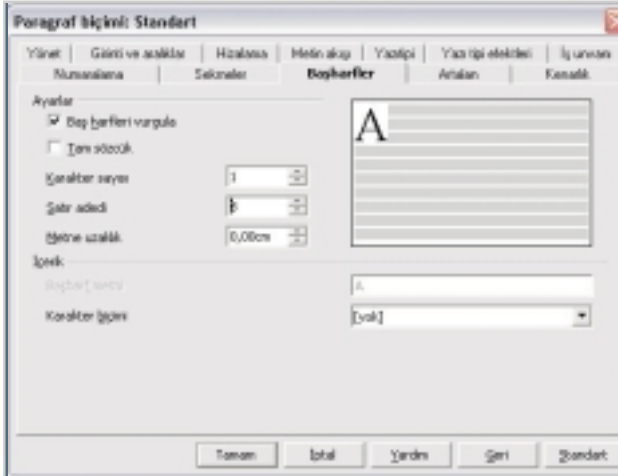 Paragraf biçimi: Standart
Yönet Girinti ve aralıklar Hizalama Metin akışı Yazıtipi Yazı tipi efektleri İş unvanı
Numaralama Sekmeler Başharfler Artalan Kenarlık
Ayarlar
Baş harfleri vurgula
A
Tam sözcük
Karakter sayısı 1
Satır adedi 3
Metne uzaklık 0,00cm
İçerik
A
Karakter biçimi [yok]
Tamam İptal Yardım Geri Standart